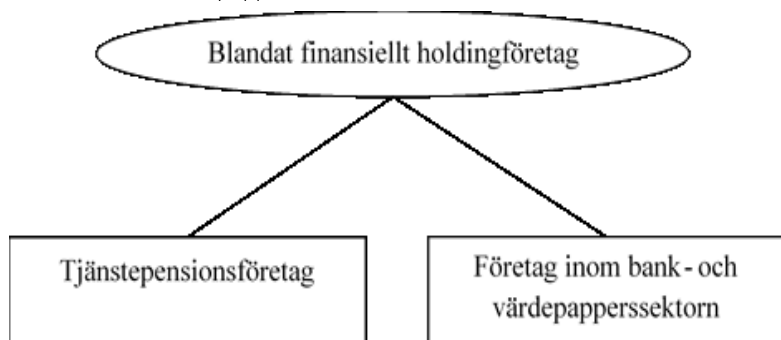 Blandat finansiellt holdingföretag
Tjänstepensionsföretag
Företag inom bank- och
värdepapperssektorn